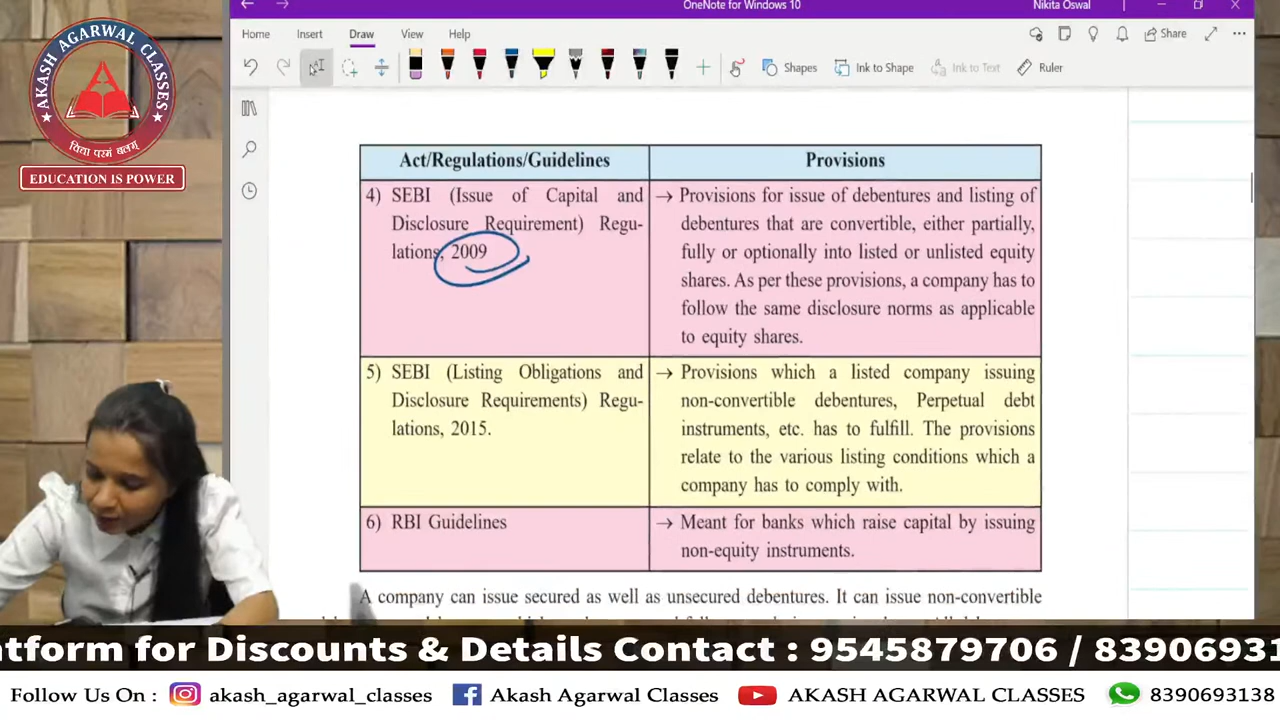 OneNote for Windows 10
Nikita Oswal
Home Insert Draw View Help
Share
Shapes Ink to Shape Ink to Text Ruler
AKASH AGARWAL CLASSES
विद्या परमं बलम्
EDUCATION IS POWER
Act/Regulations/Guidelines Provisions
4) SEBI (Issue of Capital and
Disclosure Requirement) Regu-
lations, 2009
→ Provisions for issue of debentures and listing of
debentures that are convertible, either partially,
fully or optionally into listed or unlisted equity
shares. As per these provisions, a company has to
follow the same disclosure norms as applicable
to equity shares.
5) SEBI (Listing Obligations and
Disclosure Requirements) Regu-
lations, 2015.
→ Provisions which a listed company issuing
non-convertible debentures, Perpetual debt
instruments, etc. has to fulfill. The provisions
relate to the various listing conditions which a
company has to comply with.
6) RBI Guidelines
→ Meant for banks which raise capital by issuing
non-equity instruments.
A company can issue secured as well as unsecured debentures. It can issue non-convertible
atform for Discounts & Details Contact : 9545879706 / 83906931
Follow Us On : akash_agarwal_classes Akash Agarwal Classes AKASH AGARWAL CLASSES 8390693138